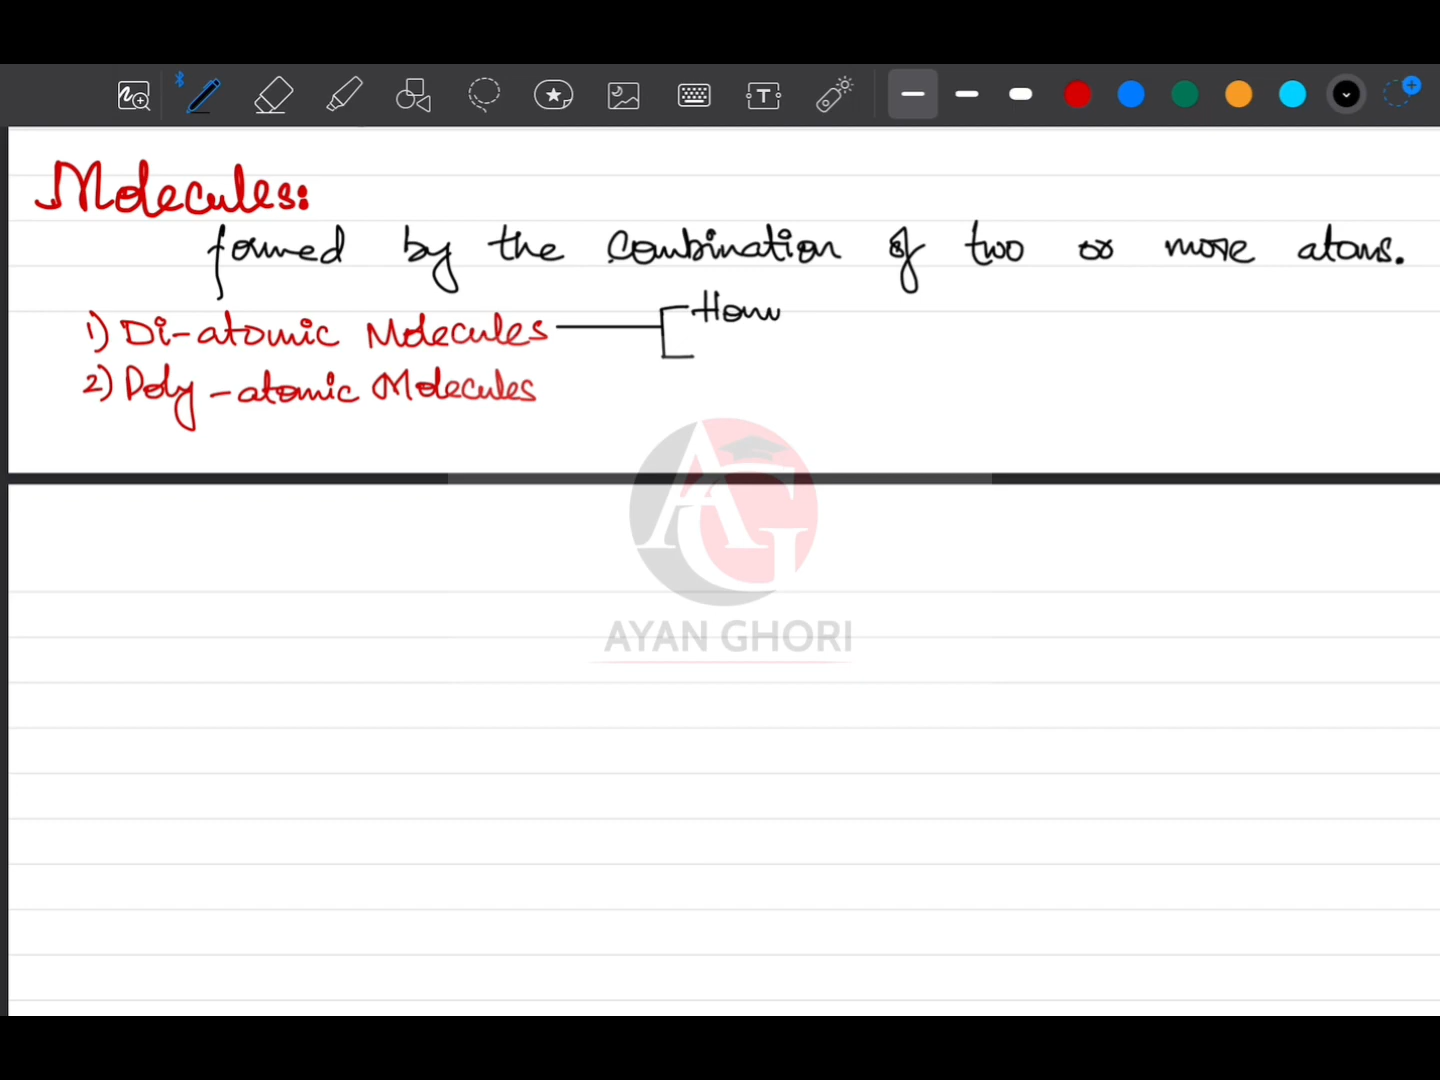 Molecules:
formed by the Combination of two or more atoms.
1) Di-atomic Molecules
2) Poly-atomic Molecules
AG
AYAN GHORI